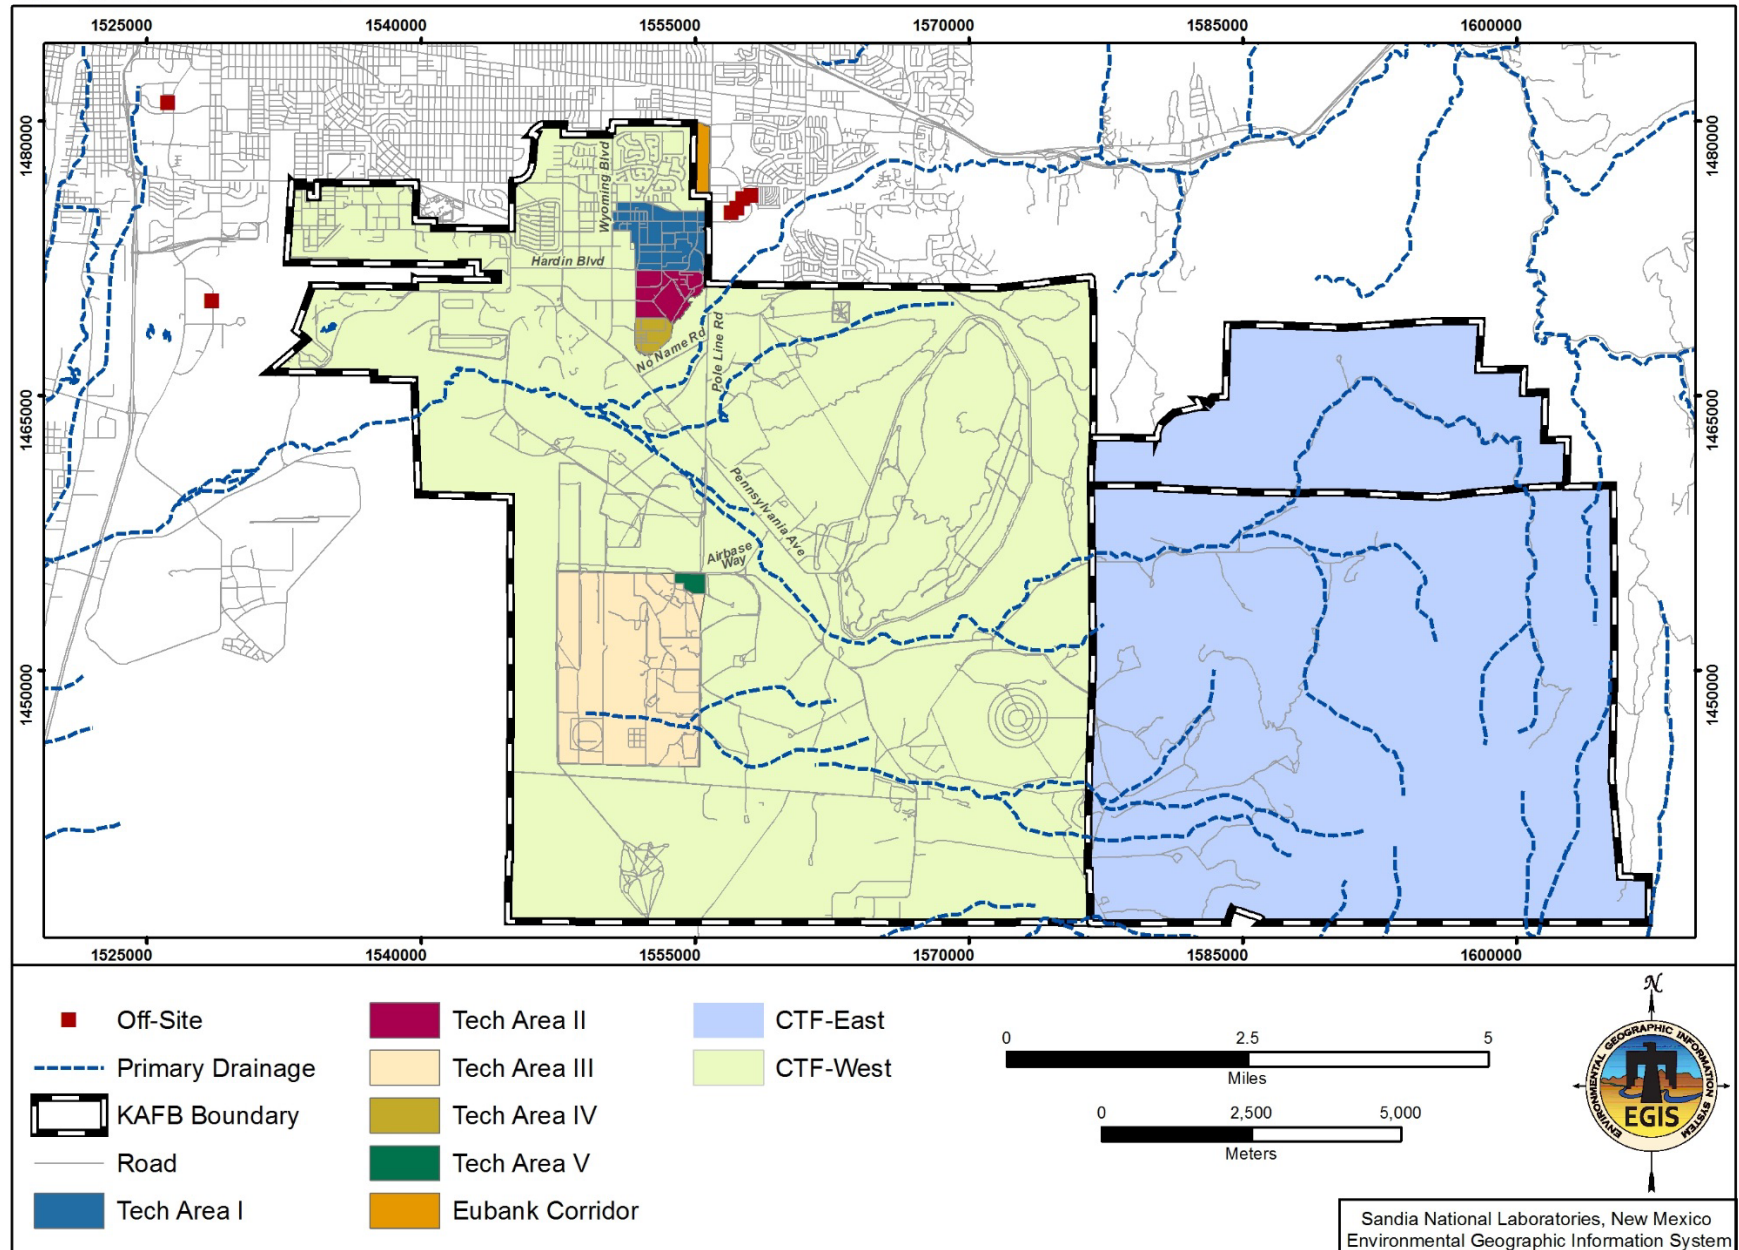 1525000 1540000 1555000 1570000 1585000 1600000
1480000
1480000
Wyoming Blvd
Hardin Blvd
No Name Rd
Pole Line Rd
1465000
1465000
Pennsylvania Ave
Airbase
Way
1450000
1450000
1525000 1540000 1555000 1570000 1585000 1600000
Off-Site
Primary Drainage
KAFB Boundary
Road
Tech Area I
Tech Area II
Tech Area III
Tech Area IV
Tech Area V
Eubank Corridor
CTF-East
CTF-West
0 2.5 5
Miles
0 2,500 5,000
Meters
N
ENVIRONMENTAL GEOGRAPHIC INFORMATION SYSTEM
EGIS
Sandia National Laboratories, New Mexico
Environmental Geographic Information System